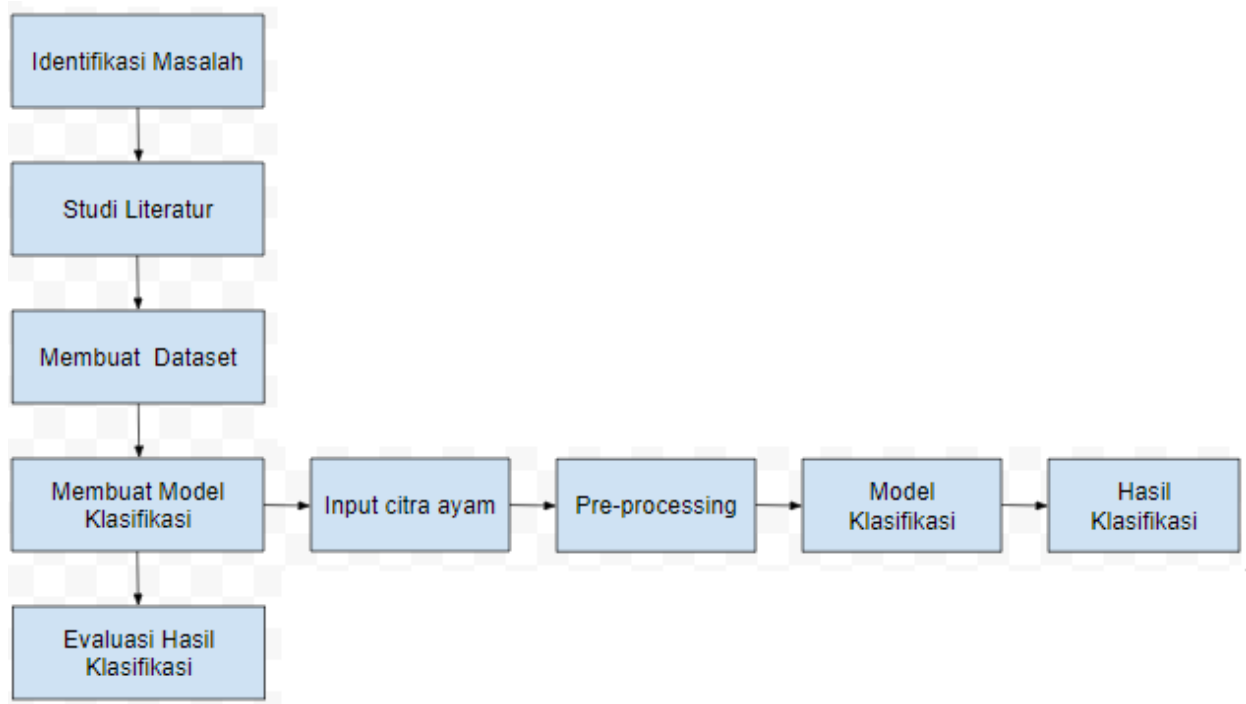 Identifikasi Masalah
Studi Literatur
Membuat Dataset
Membuat Model
Klasifikasi
Input citra ayam
Pre-processing
Model
Klasifikasi
Hasil
Klasifikasi
Evaluasi Hasil
Klasifikasi